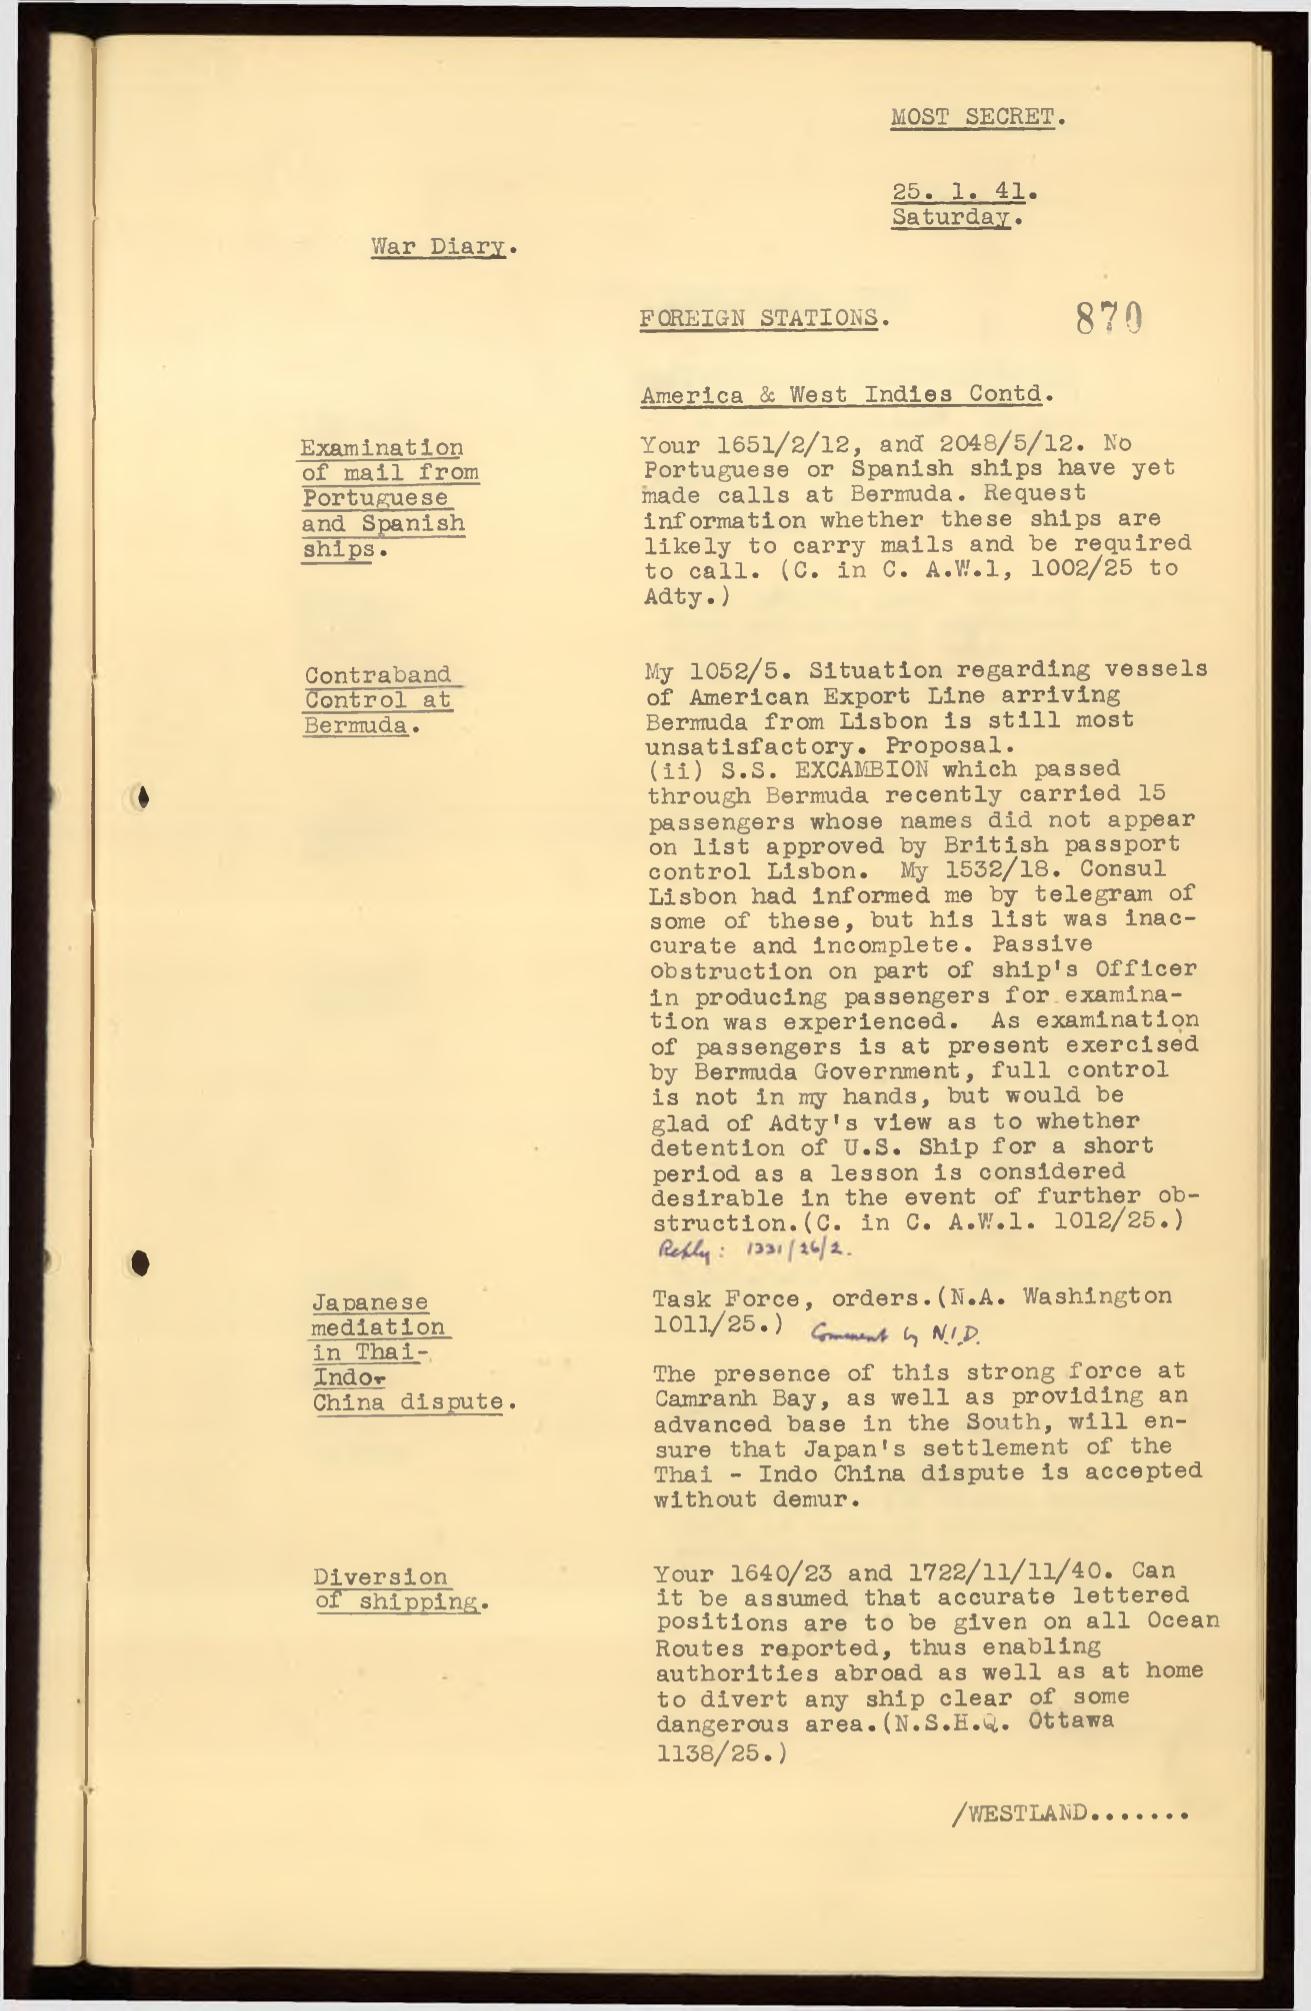 MOST SECRET.
25. 1. 41.
Saturday.
War Diary.
FOREIGN STATIONS.
870
America & West Indies Contd.
Examination
of mail from
Portuguese
and Spanish
ships.
Your 1651/2/12, and 2048/5/12. No
Portuguese or Spanish ships have yet
made calls at Bermuda. Request
information whether these ships are
likely to carry mails and be required
to call. (C. in C. A.W.1, 1002/25 to
Adty.)
Contraband
Control at
Bermuda.
My 1052/5. Situation regarding vessels
of American Export Line arriving
Bermuda from Lisbon is still most
unsatisfactory. Proposal.
(ii) S.S. EXCAMBION which passed
through Bermuda recently carried 15
passengers whose names did not appear
on list approved by British passport
control Lisbon. My 1532/18. Consul
Lisbon had informed me by telegram of
some of these, but his list was inac-
curate and incomplete. Passive
obstruction on part of ship's Officer
in producing passengers for examina-
tion was experienced. As examination
of passengers is at present exercised
by Bermuda Government, full control
is not in my hands, but would be
glad of Adty's view as to whether
detention of U.S. Ship for a short
period as a lesson is considered
desirable in the event of further ob-
struction.(C. in C. A.W.1. 1012/25.)
Reply: 1331/26/2.
Japanese
mediation
in Thai-
Indo-
China dispute.
Task Force, orders.(N.A. Washington
1011/25.) Comment by N.I.D.
The presence of this strong force at
Camranh Bay, as well as providing an
advanced base in the South, will en-
sure that Japan's settlement of the
Thai - Indo China dispute is accepted
without demur.
Diversion
of shipping.
Your 1640/23 and 1722/11/11/40. Can
it be assumed that accurate lettered
positions are to be given on all Ocean
Routes reported, thus enabling
authorities abroad as well as at home
to divert any ship clear of some
dangerous area.(N.S.H.Q. Ottawa
1138/25.)
/WESTLAND.......